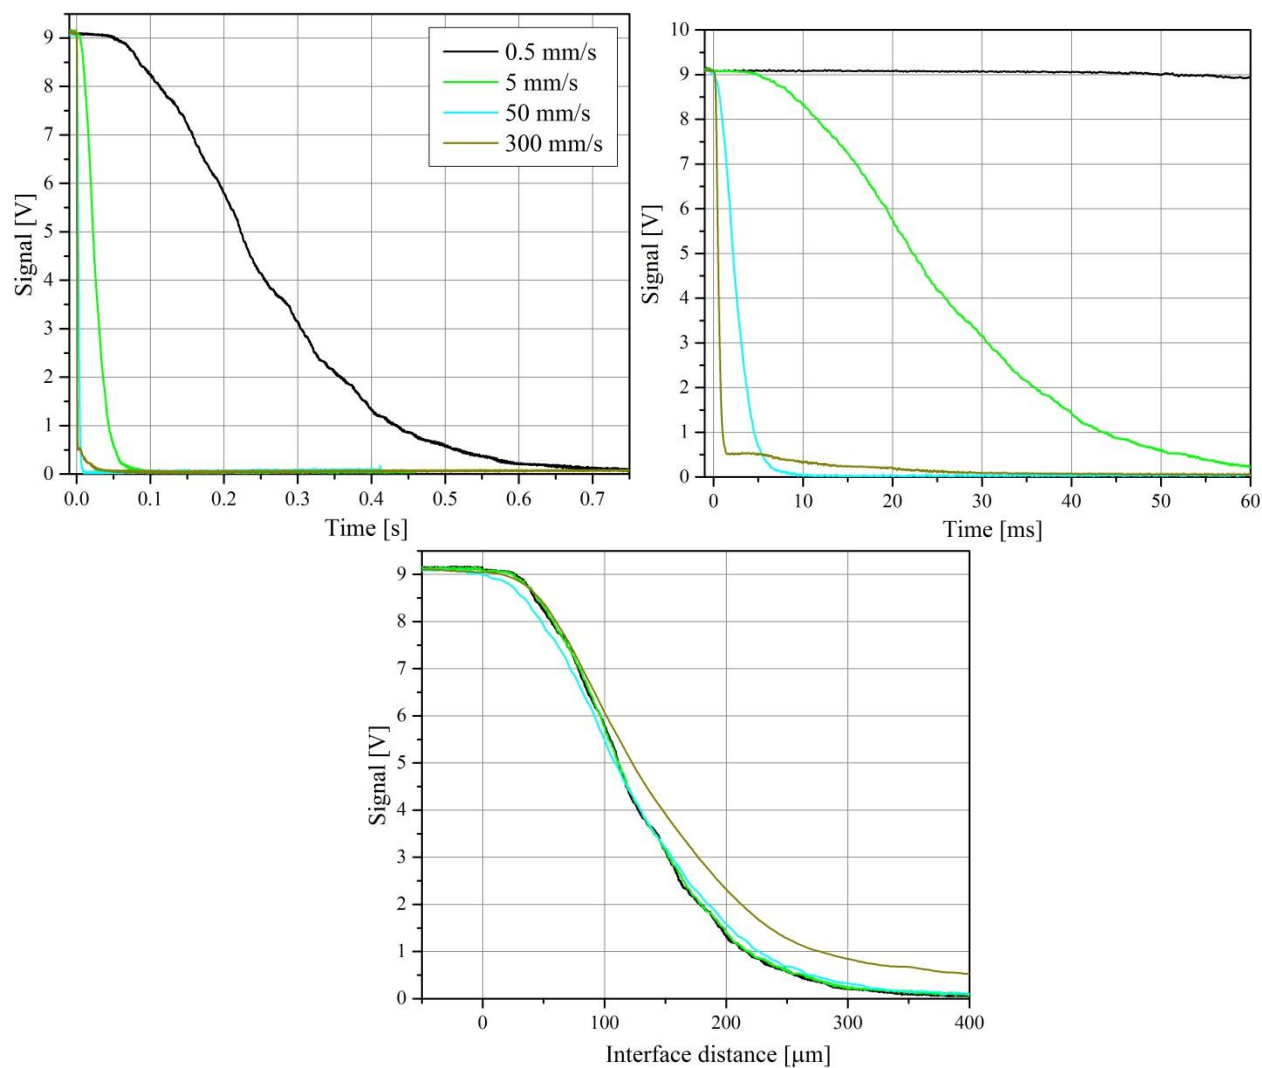 9
8
7
6
5
4
3
2
1
0
Signal [V]
0.0 0.1 0.2 0.3 0.4 0.5 0.6 0.7
Time [s]
0.5 mm/s
5 mm/s
50 mm/s
300 mm/s
10
9
8
7
6
5
4
3
2
1
0
Signal [V]
0 10 20 30 40 50 60
Time [ms]
9
8
7
6
5
4
3
2
1
0
Signal [V]
0 100 200 300 400
Interface distance [μm]